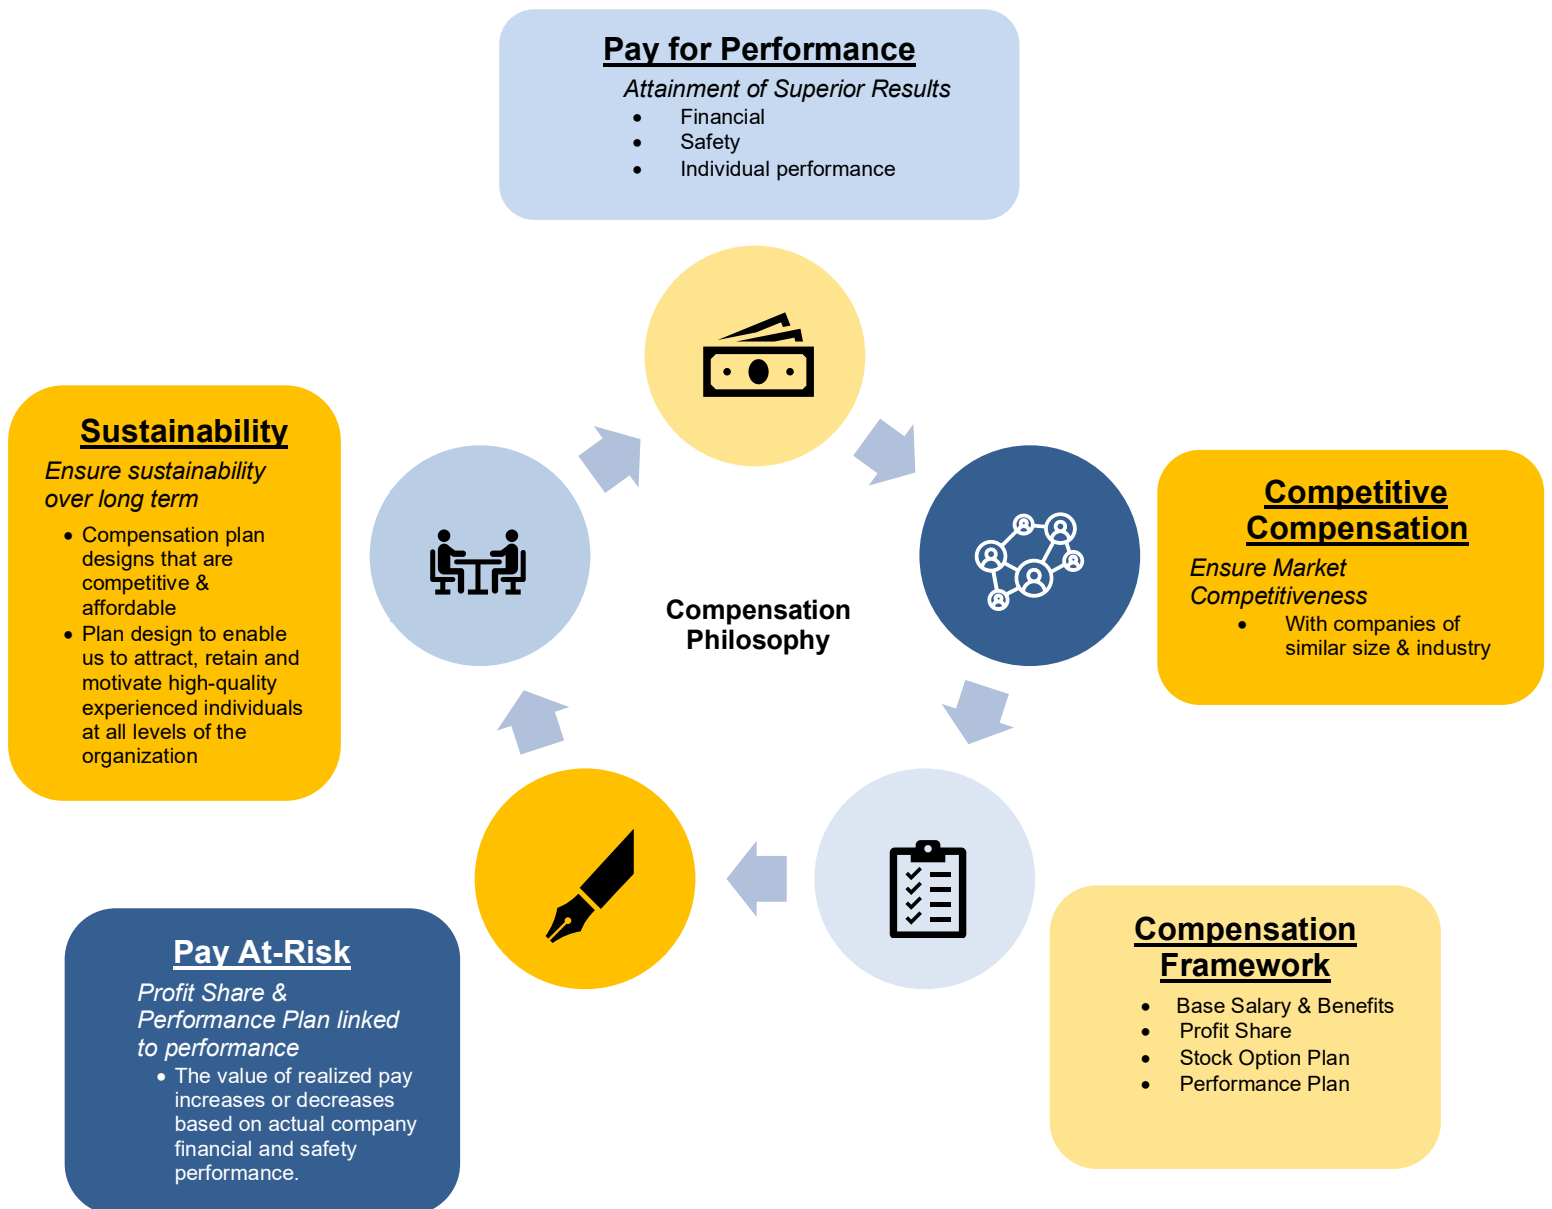 Pay for Performance
Attainment of Superior Results
• Financial
• Safety
• Individual performance
Competitive
Compensation
Ensure Market
Competitiveness
• With companies of
similar size & industry
Compensation
Framework
• Base Salary & Benefits
• Profit Share
• Stock Option Plan
• Performance Plan
Pay At-Risk
Profit Share &
Performance Plan linked
to performance
• The value of realized pay
increases or decreases
based on actual company
financial and safety
performance.
Sustainability
Ensure sustainability
over long term
• Compensation plan
designs that are
competitive &
affordable
• Plan design to enable
us to attract, retain and
motivate high-quality
experienced individuals
at all levels of the
organization
Compensation
Philosophy